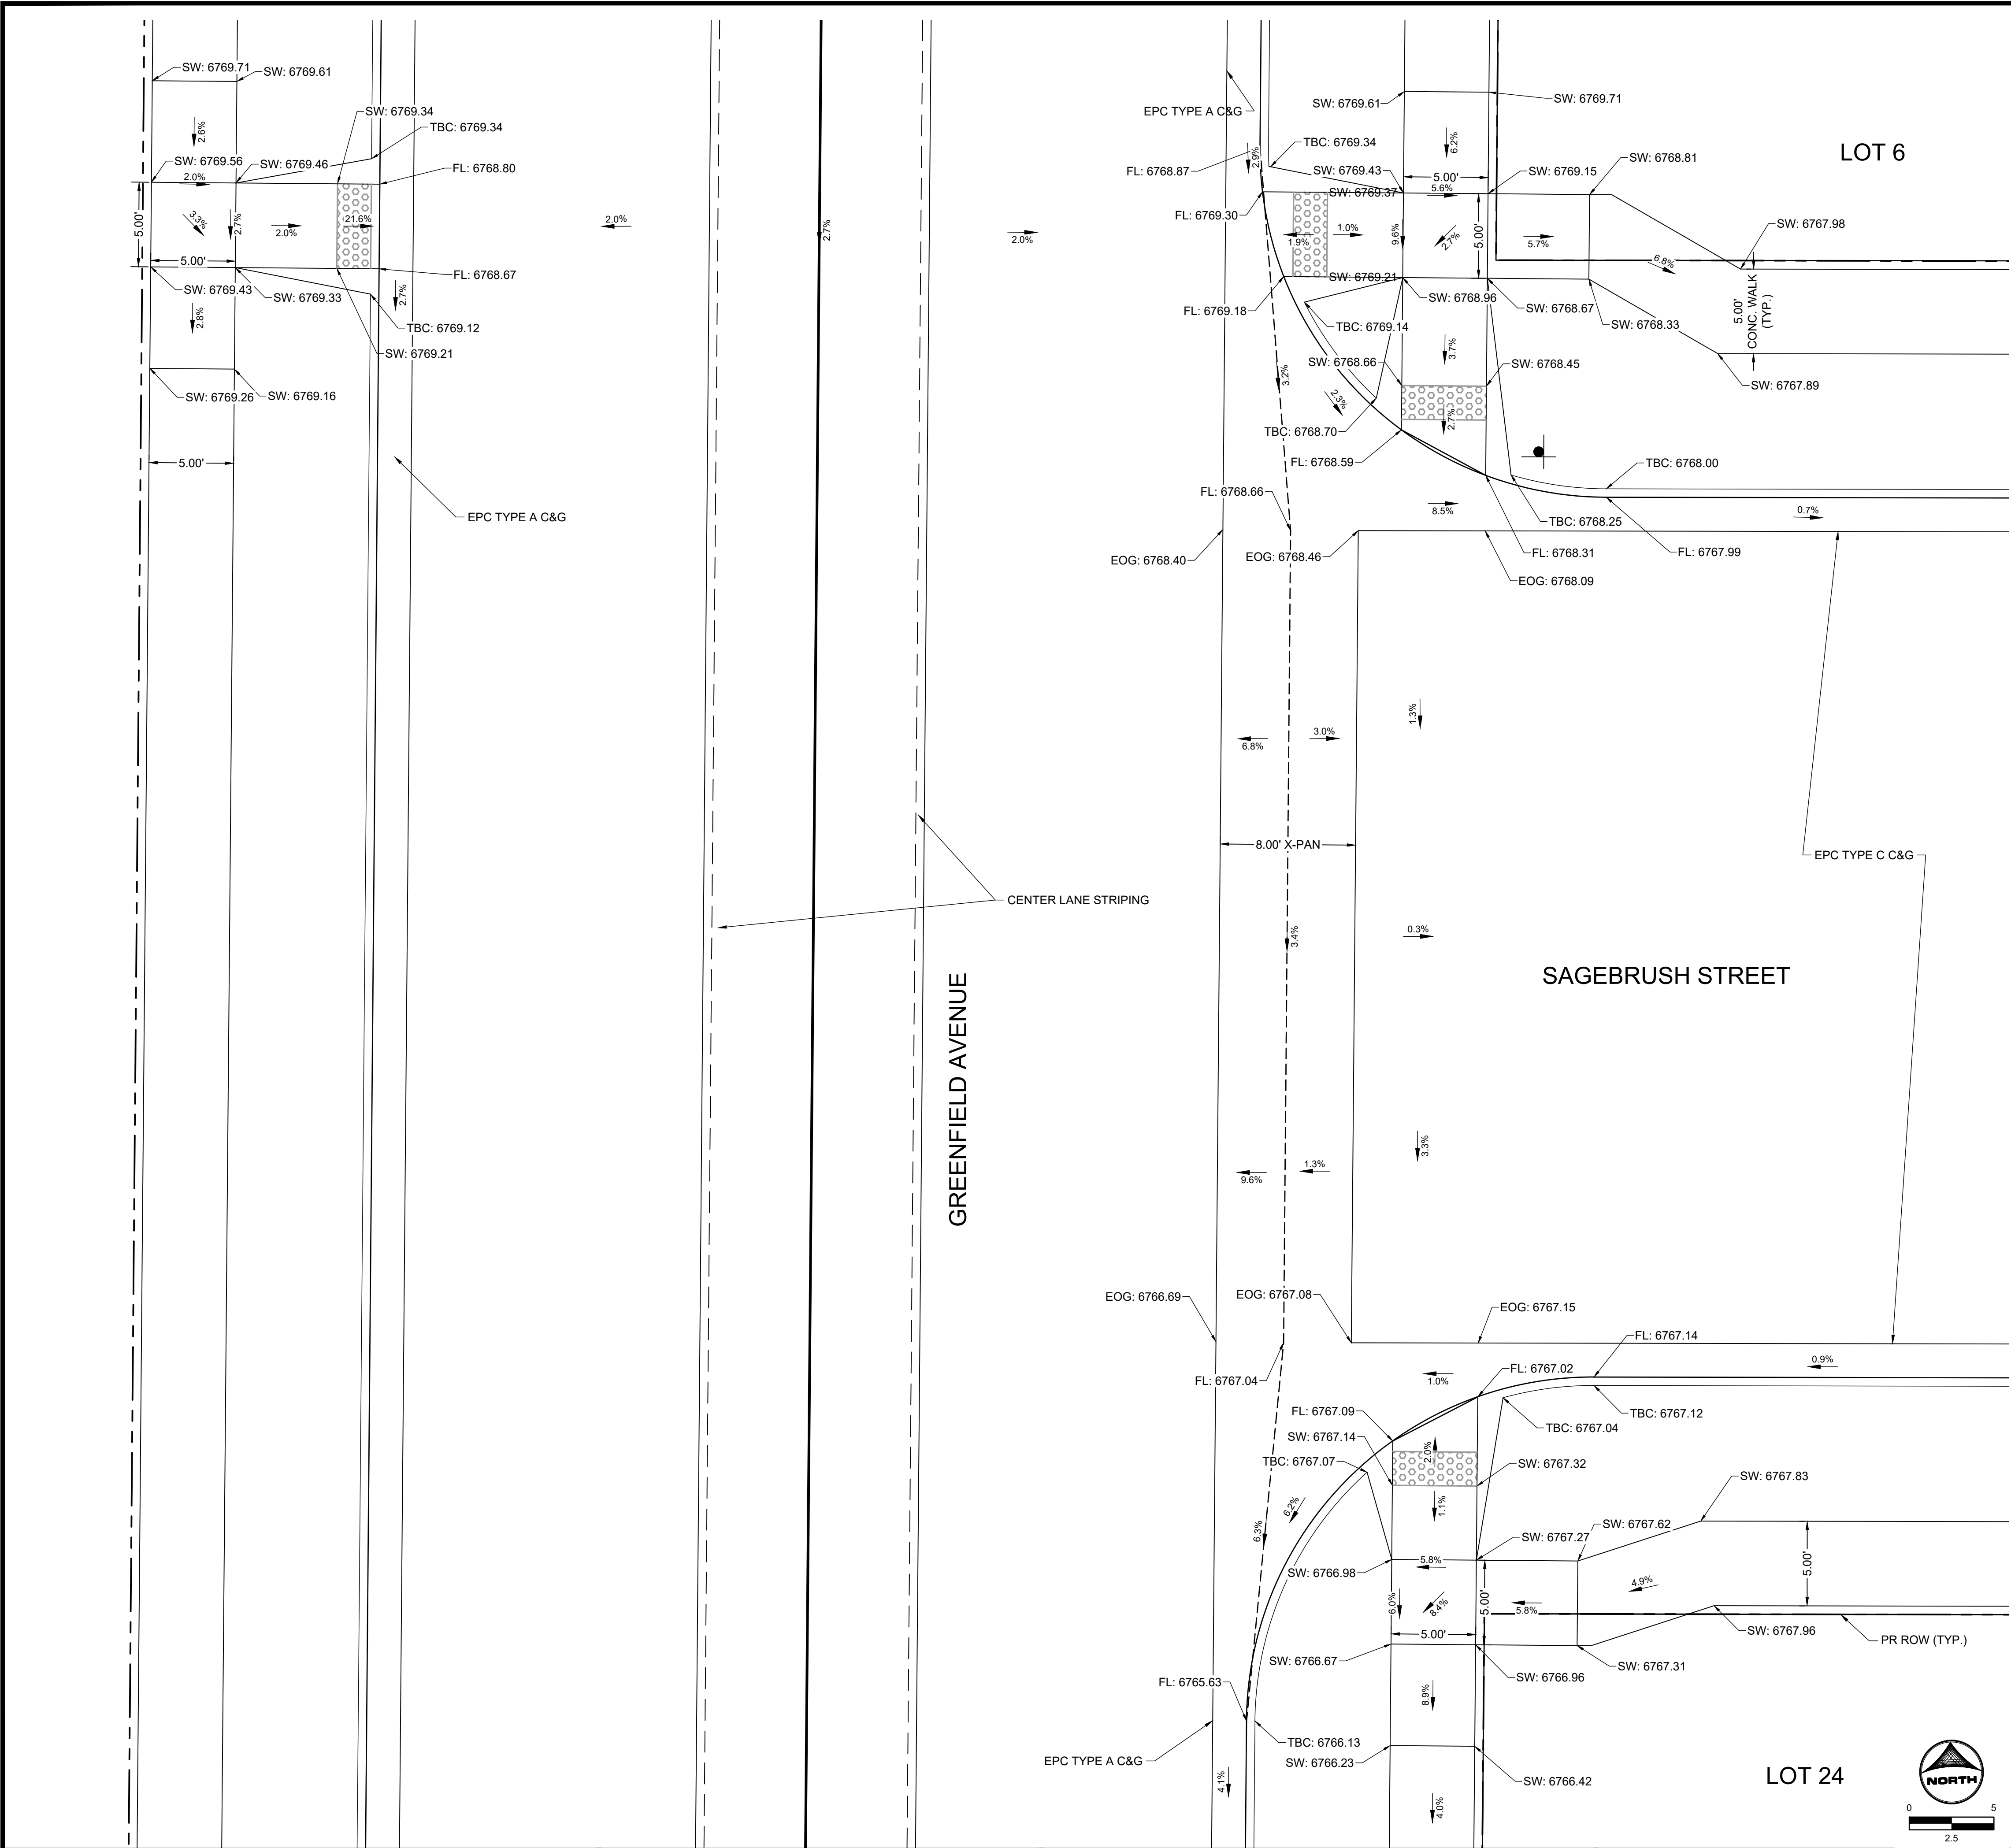 SW: 6769.71
SW: 6769.61
SW: 6769.34
TBC: 6769.34
2.6%
SW: 6769.56
SW: 6769.46
FL: 6768.80
2.0%
5.00'
3.3%
2.7%
2.0%
21.6%
5.00'
SW: 6769.43
SW: 6769.33
FL: 6768.67
2.7%
2.8%
TBC: 6769.12
SW: 6769.21
SW: 6769.26
SW: 6769.16
5.00'
EPC TYPE A C&G
2.0%
2.7%
2.0%
CENTER LANE STRIPING
GREENFIELD AVENUE
EPC TYPE A C&G
SW: 6769.61
SW: 6769.71
2.9%
TBC: 6769.34
6.2%
LOT 6
FL: 6768.87
SW: 6769.43
5.00'
SW: 6769.15
SW: 6768.81
SW: 6769.37
5.6%
FL: 6769.30
1.9%
1.0%
9.6%
2.7%
5.00'
5.7%
SW: 6767.98
6.8%
SW: 6769.21
SW: 6768.96
SW: 6768.67
SW: 6768.33
5.00'
CONC. WALK
(TYP.)
FL: 6769.18
TBC: 6769.14
3.7%
SW: 6768.66
SW: 6768.45
SW: 6767.89
3.2%
2.3%
2.7%
TBC: 6768.70
FL: 6768.59
TBC: 6768.00
FL: 6768.66
8.5%
0.7%
TBC: 6768.25
EOG: 6768.40
EOG: 6768.46
FL: 6768.31
FL: 6767.99
EOG: 6768.09
1.3%
6.8%
3.0%
8.00' X-PAN
EPC TYPE C C&G
3.4%
0.3%
SAGEBRUSH STREET
3.3%
9.6%
1.3%
EOG: 6766.69
EOG: 6767.08
EOG: 6767.15
FL: 6767.14
0.9%
FL: 6767.04
1.0%
FL: 6767.02
FL: 6767.09
TBC: 6767.12
TBC: 6767.04
SW: 6767.14
2.0%
TBC: 6767.07
SW: 6767.32
SW: 6767.83
6.2%
1.1%
6.3%
SW: 6767.62
SW: 6767.27
5.8%
SW: 6766.98
5.00'
4.9%
6.0%
8.4%
5.00'
5.8%
5.00'
SW: 6767.96
PR ROW (TYP.)
SW: 6766.67
SW: 6766.96
SW: 6767.31
FL: 6765.63
8.9%
TBC: 6766.13
EPC TYPE A C&G
SW: 6766.23
SW: 6766.42
4.1%
4.0%
LOT 24
NORTH
0 5
2.5